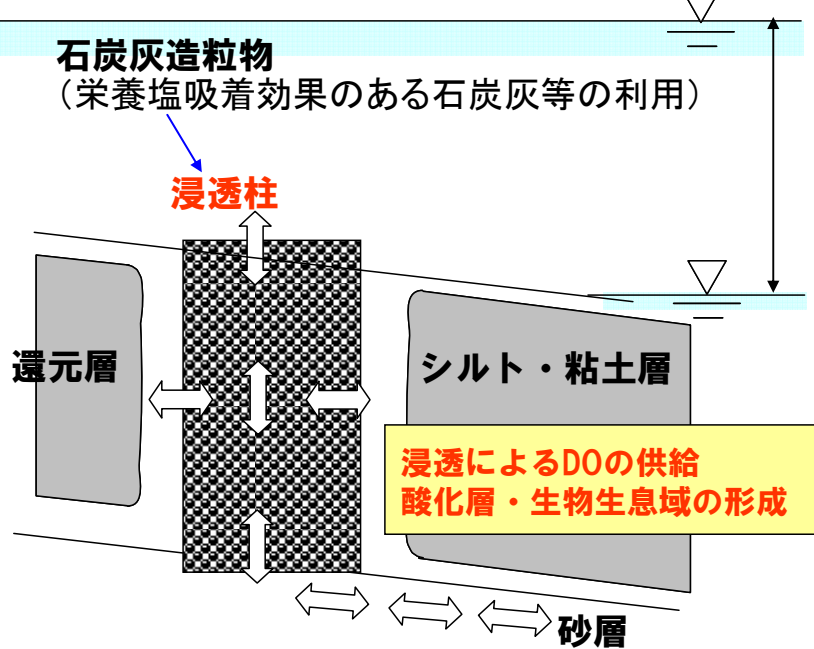 石炭灰造粒物
（栄養塩吸着効果のある石炭灰等の利用）
浸透柱
還元層
シルト・粘土層
浸透によるDOの供給
酸化層・生物生息域の形成
砂層